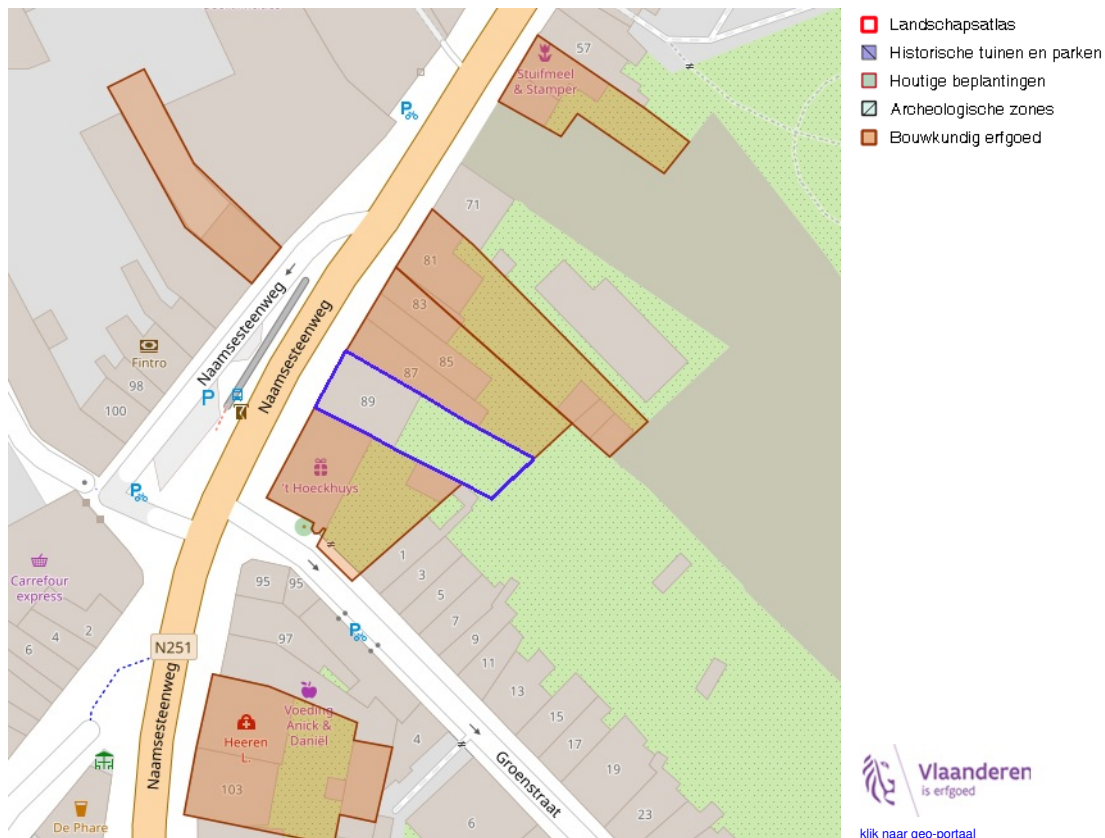 57
Stuifmeel
& Stamper
71
81
83
85
87
89
Naamsesteenweg
Naamsesteenweg
Fintro
98
100
P
't Hoeckhuys
Carrefour
express
2
4
6
95
95
97
1
3
5
7
9
11
13
15
17
19
23
N251
Naamsesteenweg
Voeding
Anick &
Daniël
Heeren
L.
103
4
6
Groenstraat
De Phare
Landschapsatlas
Historische tuinen en parken
Houtige beplantingen
Archeologische zones
Bouwkundig erfgoed
Vlaanderen
is erfgoed
klik naar geo-portaal